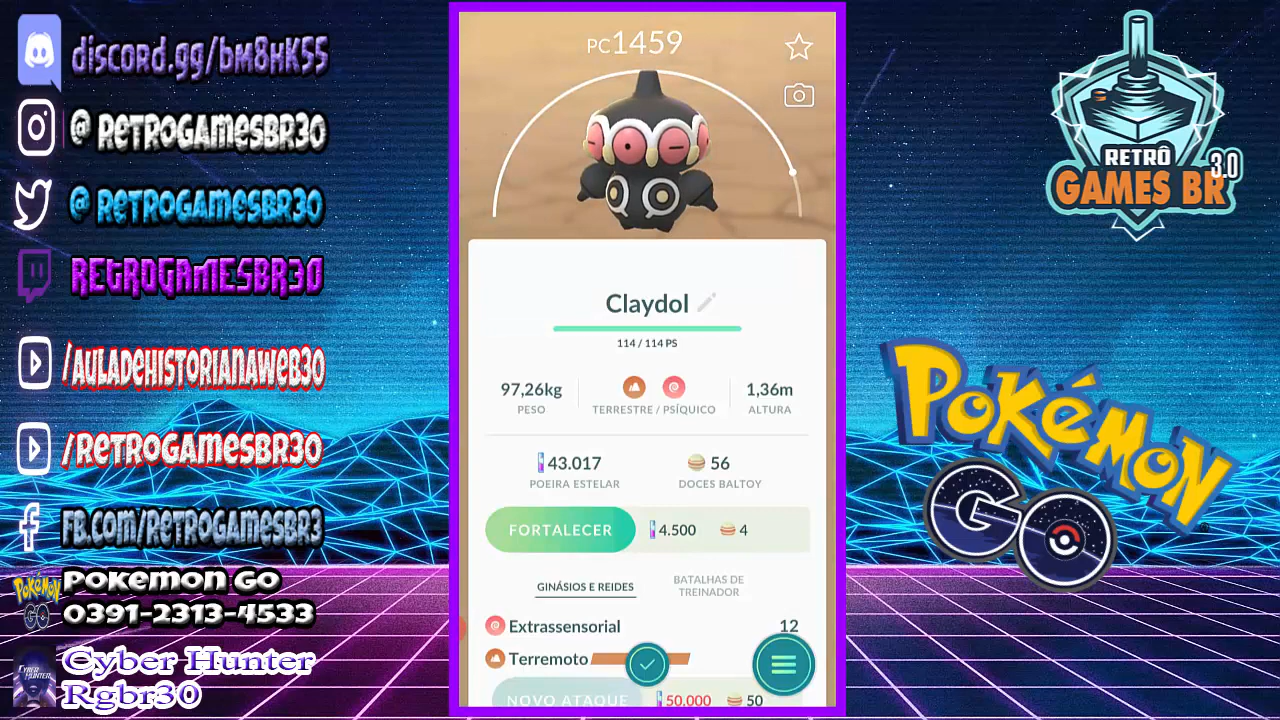 discord.gg/bm8HK55
@ RetroGamesBR30
@ RetroGamesBR30
RetroGamesBR30
/AulaDeHistoriaNaWeb30
/RetroGamesBR30
FB.com/RetroGamesBR3
Pokemon Go
0391-2313-4533
Cyber Hunter
Rgbr30
PC1459
Claydol
114 / 114 PS
97,26kg
PESO
TERRESTRE / PSÍQUICO
1,36m
ALTURA
43.017
POEIRA ESTELAR
56
DOCES BALTOY
FORTALECER
4.500
4
GINÁSIOS E REIDES
BATALHAS DE
TREINADOR
Extrassensorial
12
Terremoto
NOVO ATAQUE
50.000
50
RETRÔ
GAMES BR
3.0
POKÉMON
GO